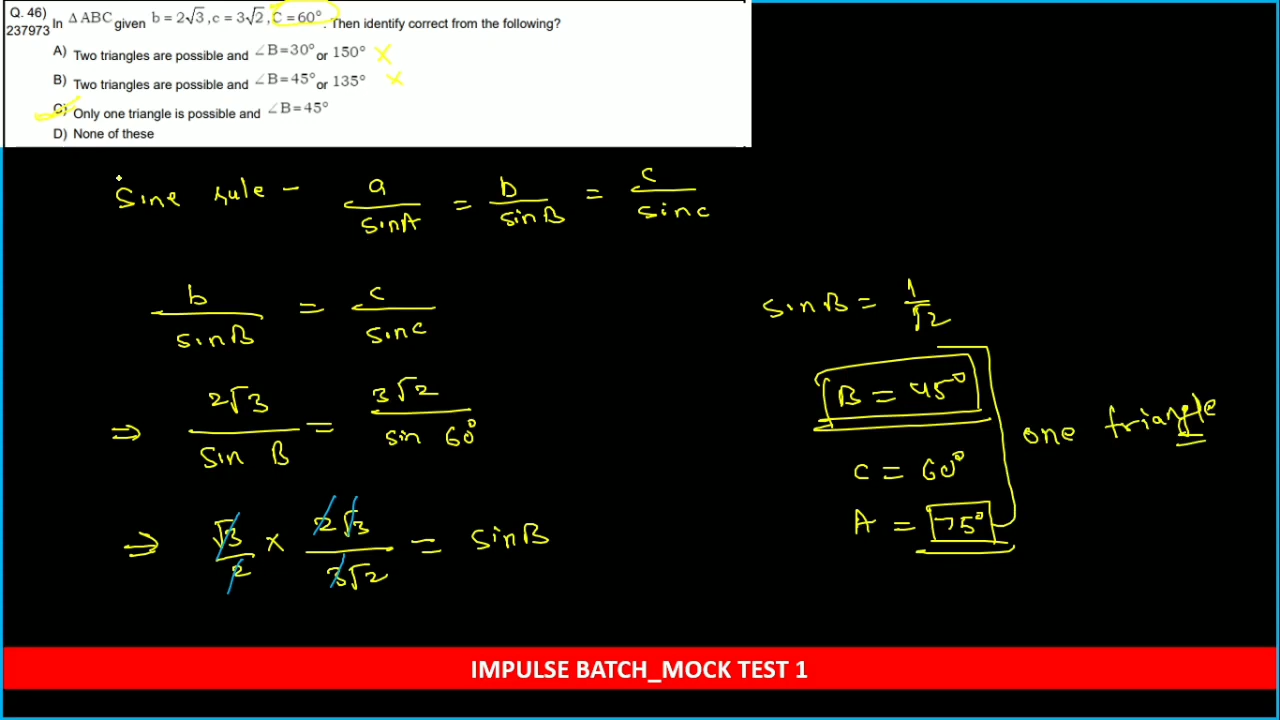 Q. 46)
237973 In Δ ABC given b = 2√3, c = 3√2, C = 60° . Then identify correct from the following?
A) Two triangles are possible and ∠B=30° or 150° ×
B) Two triangles are possible and ∠B=45° or 135° ×
C) Only one triangle is possible and ∠B=45°
D) None of these
Sine rule - a/sinA = b/sinB = c/sinc
b/sinB = c/sinc
⇒ 2√3/sin B = 3√2/sin 60°
⇒ √3/2 × 2√3/3√2 = sinB
sinB = 1/√2
B = 45°
C = 60°
A = 75°
one triangle
IMPULSE BATCH_MOCK TEST 1